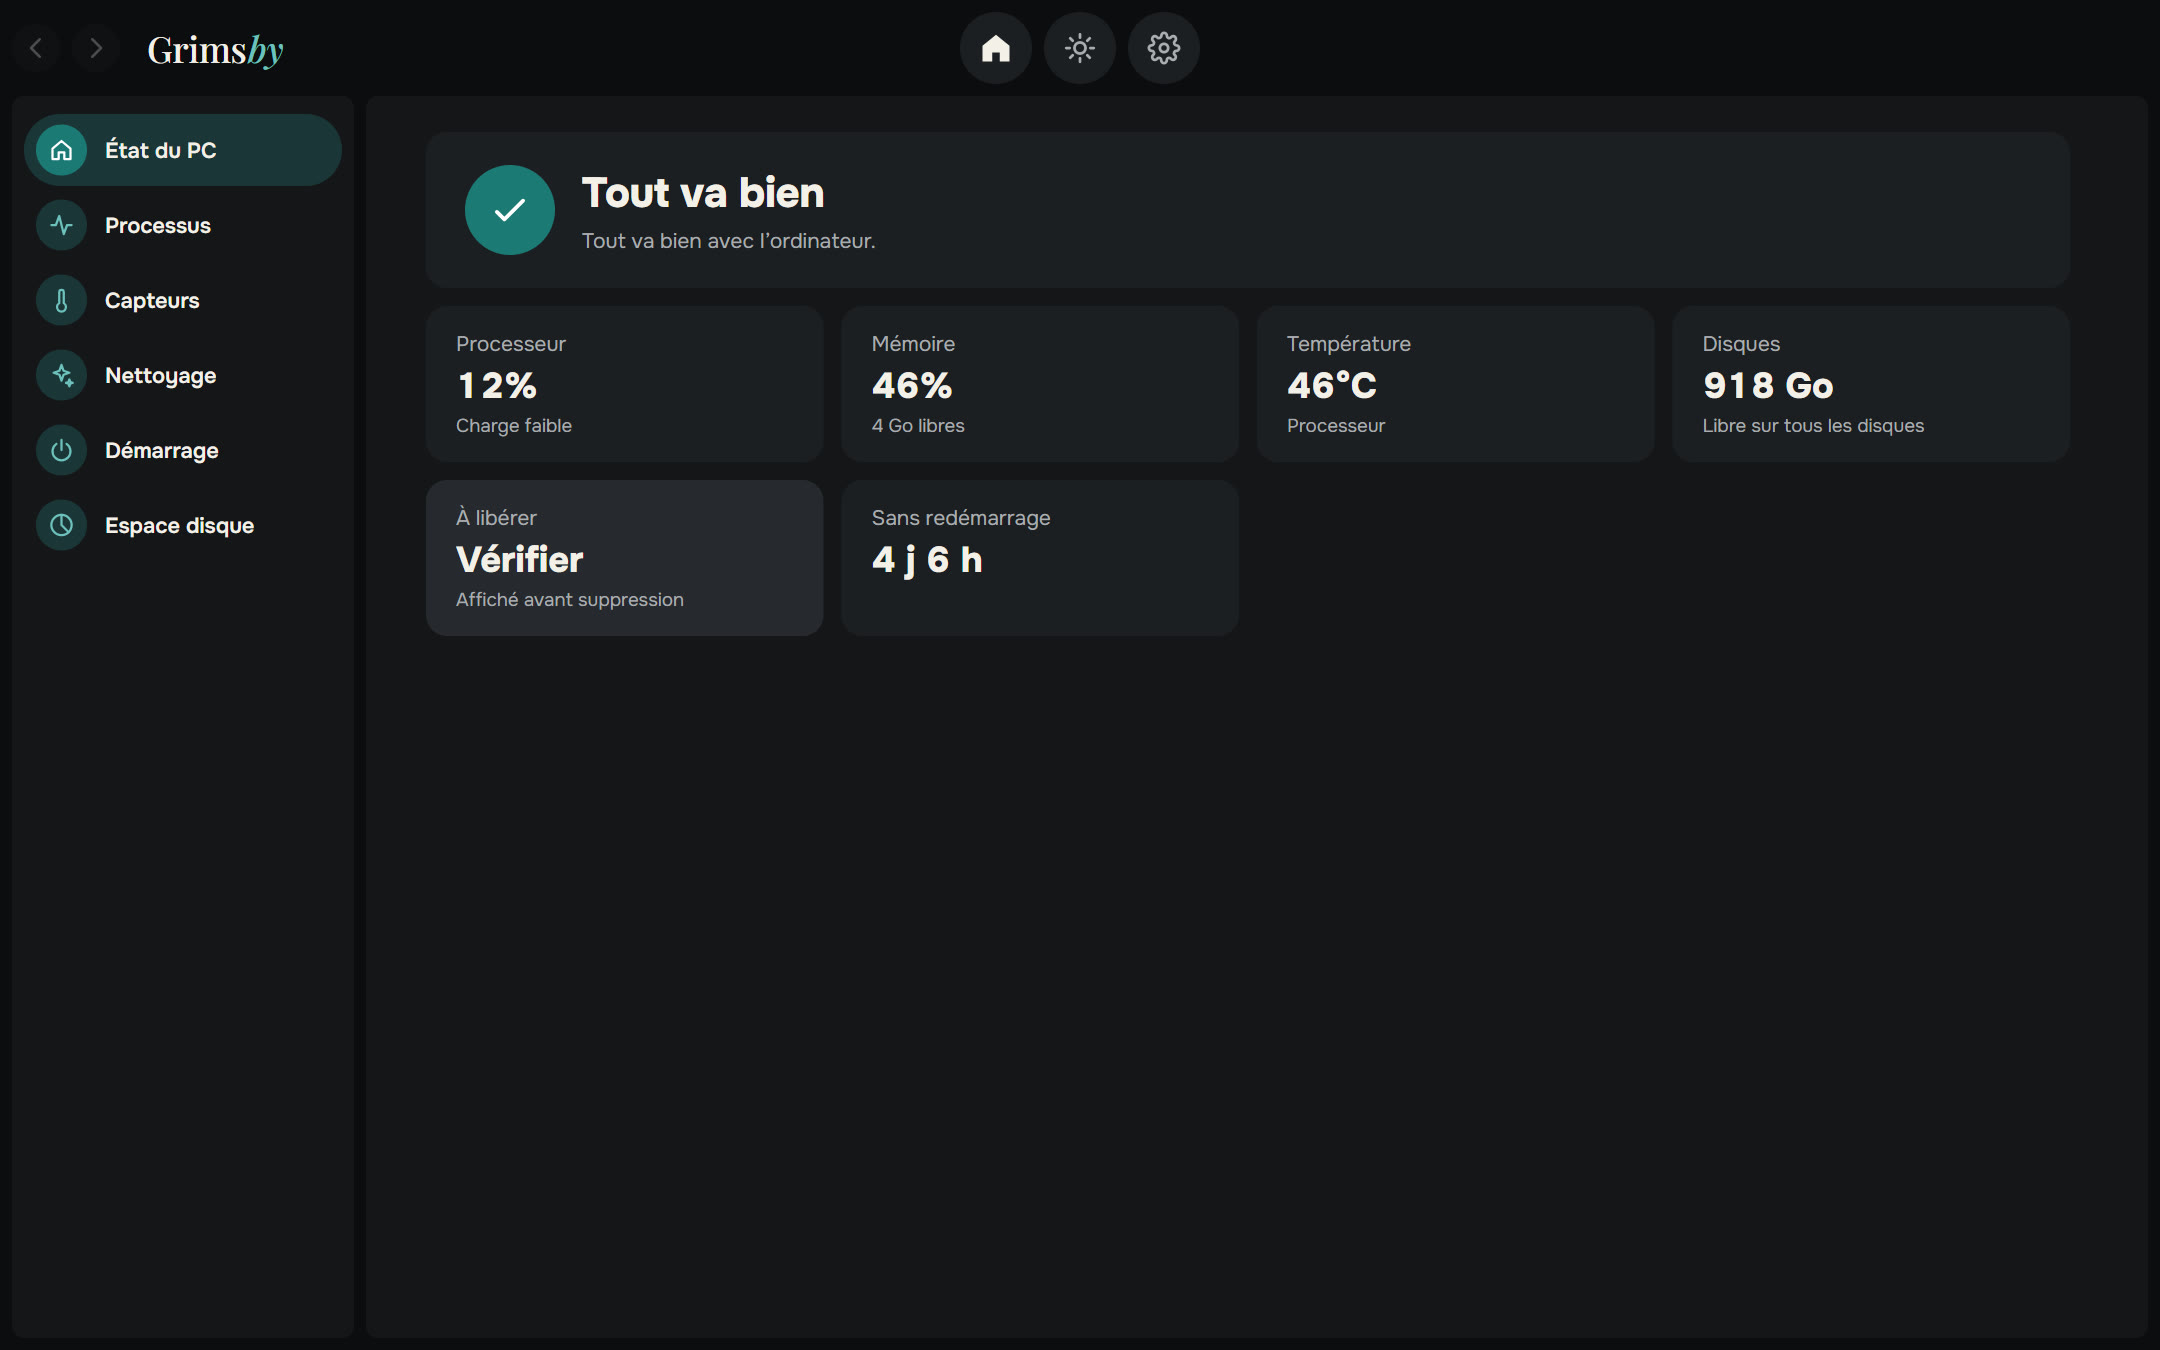 Grimsby
État du PC
Processus
Capteurs
Nettoyage
Démarrage
Espace disque
Tout va bien
Tout va bien avec l’ordinateur.
Processeur
12%
Charge faible
Mémoire
46%
4 Go libres
Température
46°C
Processeur
Disques
918 Go
Libre sur tous les disques
À libérer
Vérifier
Affiché avant suppression
Sans redémarrage
4 j 6 h